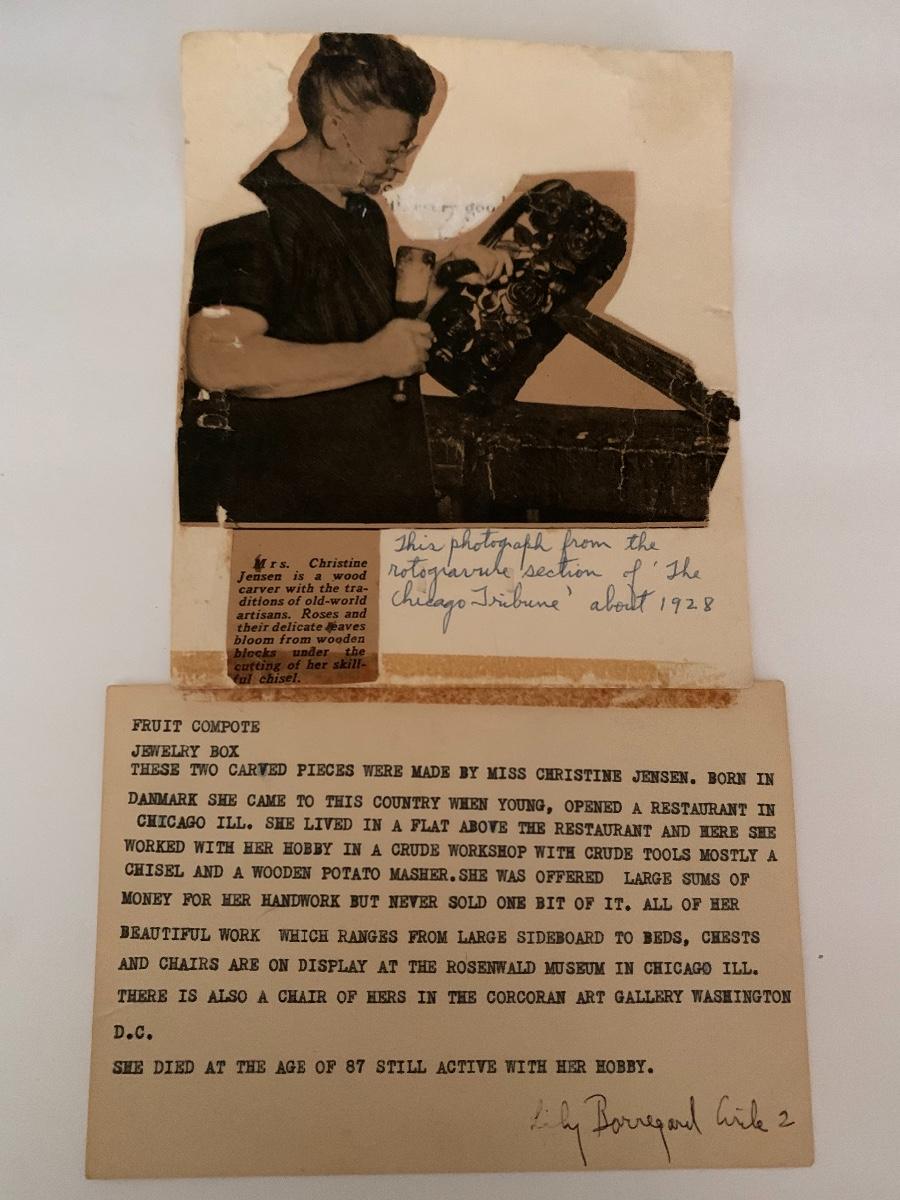 very good
Mrs. Christine
Jensen is a wood
carver with the tra-
ditions of old-world
artisans. Roses and
their delicate leaves
bloom from wooden
blocks under the
cutting of her skill-
ful chisel.
This photograph from the
rotogravure section of 'The
Chicago Tribune' about 1928
FRUIT COMPOTE
JEWELRY BOX
THESE TWO CARVED PIECES WERE MADE BY MISS CHRISTINE JENSEN. BORN IN
DANMARK SHE CAME TO THIS COUNTRY WHEN YOUNG, OPENED A RESTAURANT IN
CHICAGO ILL. SHE LIVED IN A FLAT ABOVE THE RESTAURANT AND HERE SHE
WORKED WITH HER HOBBY IN A CRUDE WORKSHOP WITH CRUDE TOOLS MOSTLY A
CHISEL AND A WOODEN POTATO MASHER.SHE WAS OFFERED LARGE SUMS OF
MONEY FOR HER HANDWORK BUT NEVER SOLD ONE BIT OF IT. ALL OF HER
BEAUTIFUL WORK WHICH RANGES FROM LARGE SIDEBOARD TO BEDS, CHESTS
AND CHAIRS ARE ON DISPLAY AT THE ROSENWALD MUSEUM IN CHICAGO ILL.
THERE IS ALSO A CHAIR OF HERS IN THE CORCORAN ART GALLERY WASHINGTON
D.C.
SHE DIED AT THE AGE OF 87 STILL ACTIVE WITH HER HOBBY.
Lily Borregard Circle 2